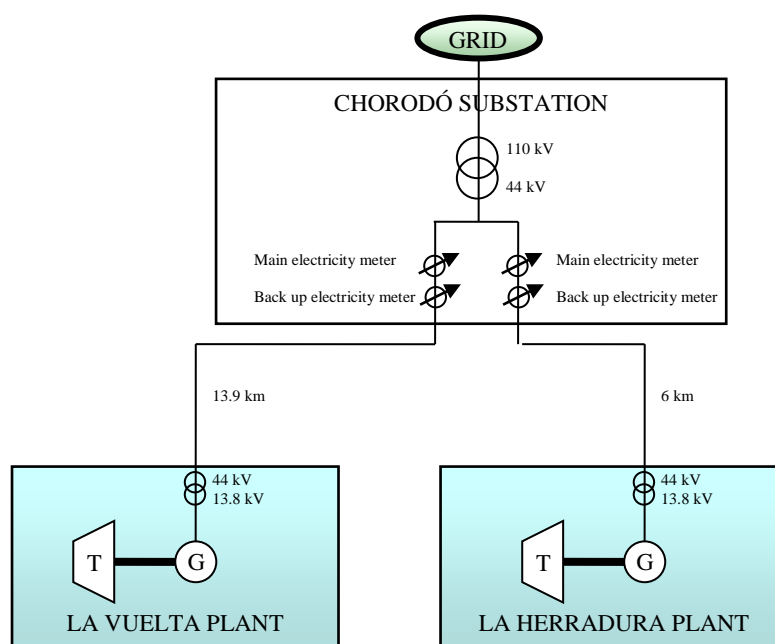 GRID
CHORODÓ SUBSTATION
110 kV
44 kV
Main electricity meter
Main electricity meter
Back up electricity meter
Back up electricity meter
13.9 km
6 km
44 kV
13.8 kV
44 kV
13.8 kV
T
G
T
G
LA VUELTA PLANT
LA HERRADURA PLANT